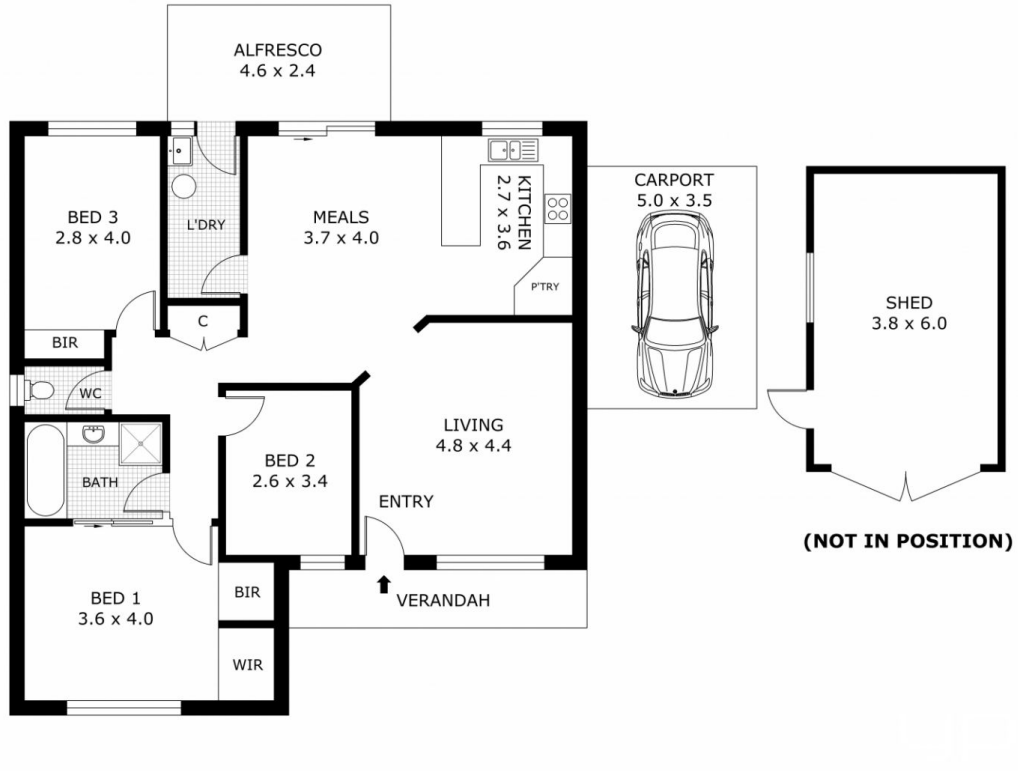 ALFRESCO
4.6 x 2.4
BED 3
2.8 x 4.0
L'DRY
MEALS
3.7 x 4.0
KITCHEN
2.7 x 3.6
P'TRY
CARPORT
5.0 x 3.5
SHED
3.8 x 6.0
C
BIR
WC
BATH
BED 2
2.6 x 3.4
LIVING
4.8 x 4.4
ENTRY
(NOT IN POSITION)
BED 1
3.6 x 4.0
BIR
VERANDAH
WIR